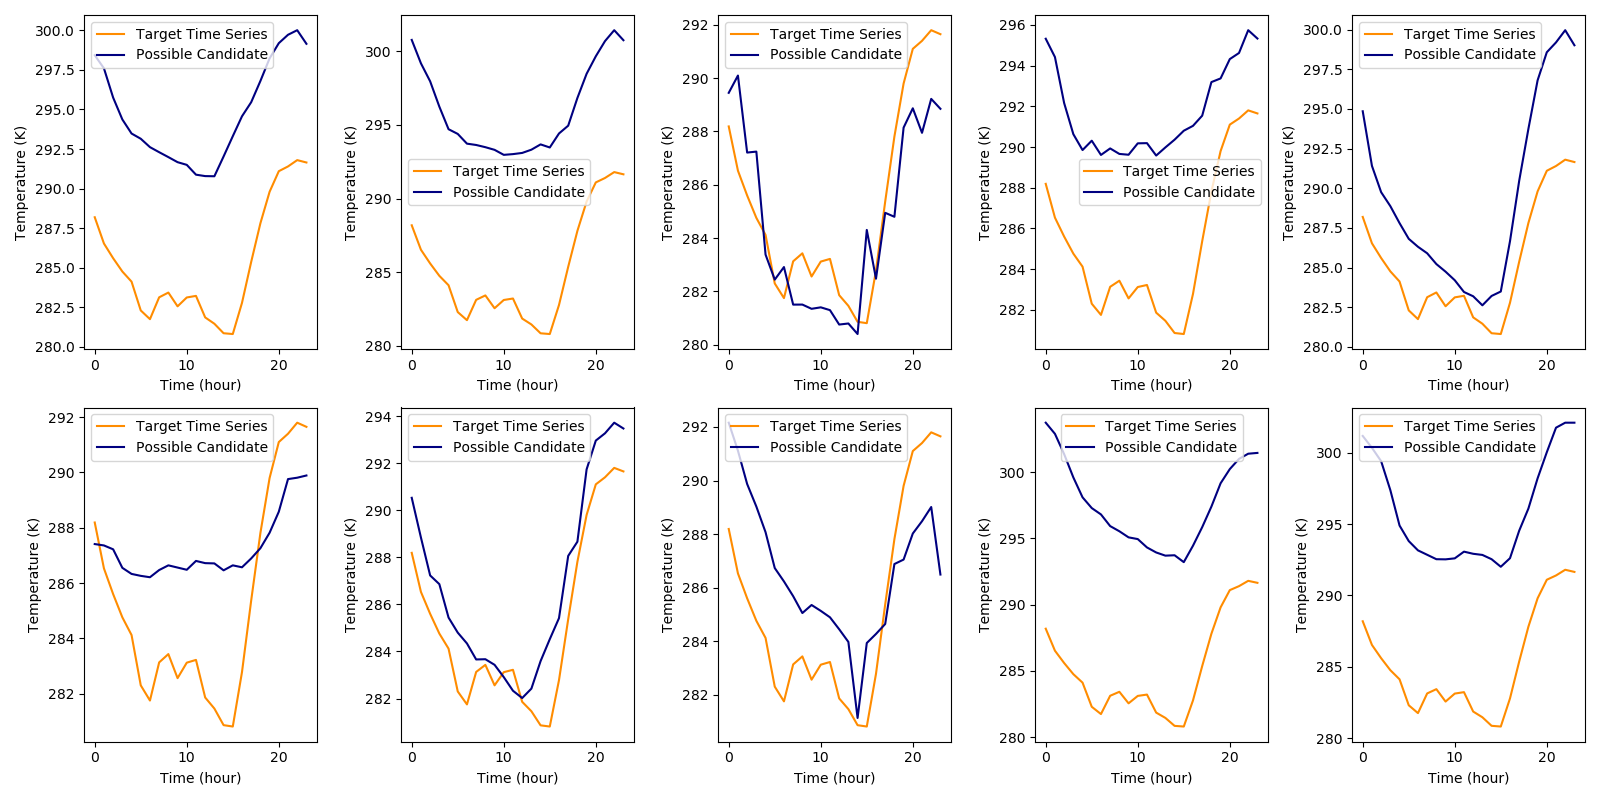 Target Time Series
Possible Candidate
Temperature (K)
300.0
297.5
295.0
292.5
290.0
287.5
285.0
282.5
280.0
0 10 20
Time (hour)
Target Time Series
Possible Candidate
Temperature (K)
300
295
290
285
280
0 10 20
Time (hour)
Target Time Series
Possible Candidate
Temperature (K)
292
290
288
286
284
282
280
0 10 20
Time (hour)
Target Time Series
Possible Candidate
Temperature (K)
296
294
292
290
288
286
284
282
0 10 20
Time (hour)
Target Time Series
Possible Candidate
Temperature (K)
300.0
297.5
295.0
292.5
290.0
287.5
285.0
282.5
280.0
0 10 20
Time (hour)
Target Time Series
Possible Candidate
Temperature (K)
292
290
288
286
284
282
0 10 20
Time (hour)
Target Time Series
Possible Candidate
Temperature (K)
294
292
290
288
286
284
282
0 10 20
Time (hour)
Target Time Series
Possible Candidate
Temperature (K)
292
290
288
286
284
282
0 10 20
Time (hour)
Target Time Series
Possible Candidate
Temperature (K)
300
295
290
285
280
0 10 20
Time (hour)
Target Time Series
Possible Candidate
Temperature (K)
300
295
290
285
280
0 10 20
Time (hour)